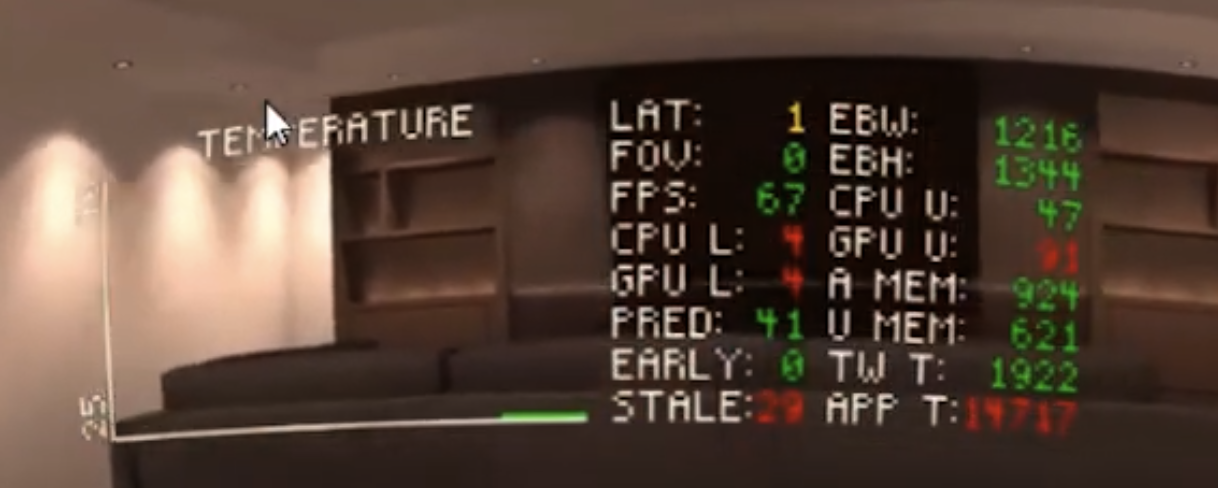 TEMPERATURE
LAT: 1 EBW: 1216
FOV: 0 EBH: 1344
FPS: 67 CPU U: 47
CPU L: 4 GPU U: 91
GPU L: 4 A MEM: 924
PRED: 41 V MEM: 621
EARLY: 0 TW T: 1922
STALE: 29 APP T: 14717
25